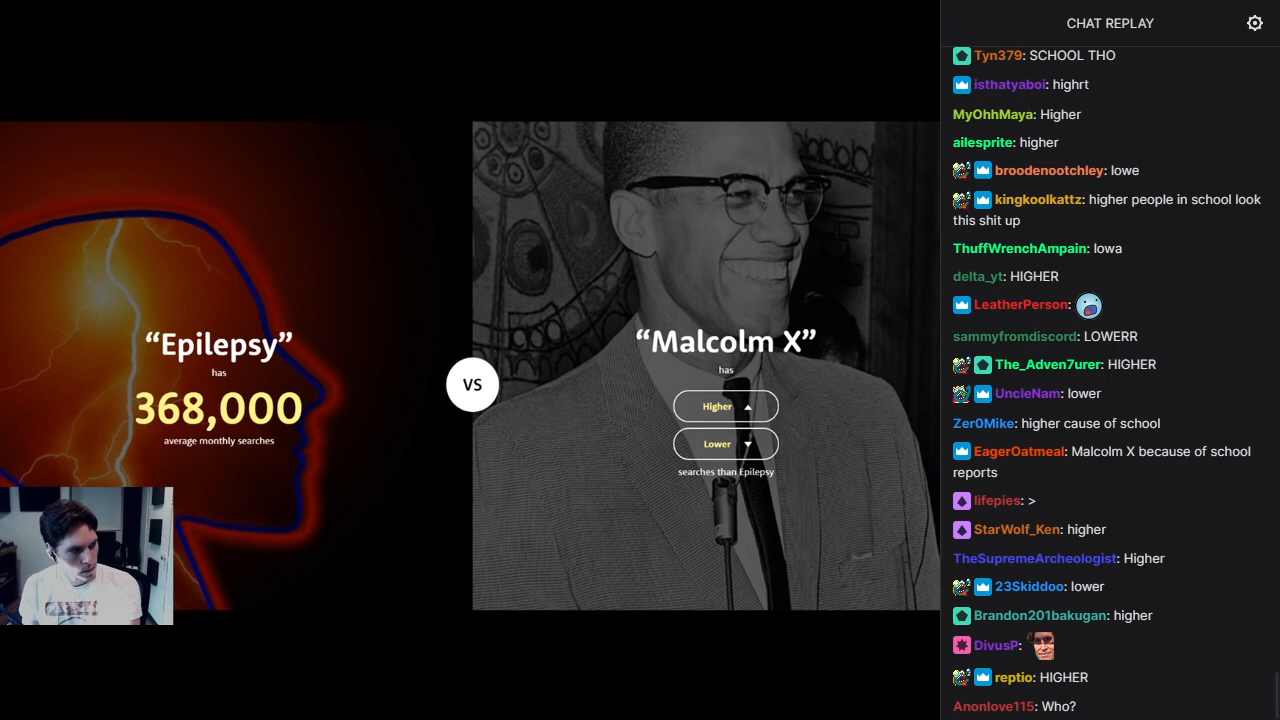 “Epilepsy”
has
368,000
average monthly searches
VS
“Malcolm X”
has
Higher
Lower
searches than Epilepsy
CHAT REPLAY
Tyn379: SCHOOL THO
isthatyaboi: highrt
MyOhhMaya: Higher
ailesprite: higher
broodenootchley: lowe
kingkoolkattz: higher people in school look
this shit up
ThuffWrenchAmpain: lowa
delta_yt: HIGHER
LeatherPerson:
sammyfromdiscord: LOWERR
The_Adven7urer: HIGHER
UncleNam: lower
Zer0Mike: higher cause of school
EagerOatmeal: Malcolm X because of school
reports
lifepies: >
StarWolf_Ken: higher
TheSupremeArcheologist: Higher
23Skiddoo: lower
Brandon201bakugan: higher
DivusP:
reptio: HIGHER
Anonlove115: Who?